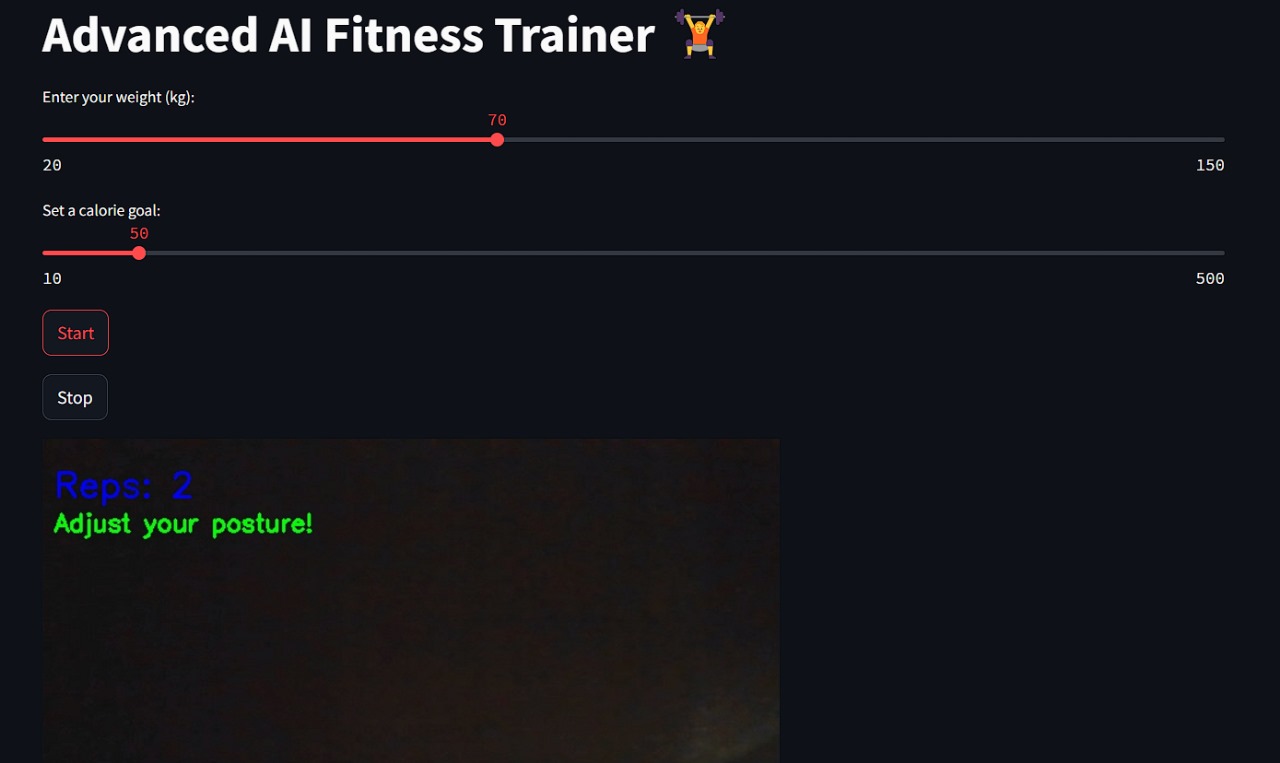 Advanced AI Fitness Trainer 🏋️
Enter your weight (kg):
70
20 150
Set a calorie goal:
50
10 500
Start
Stop
Reps: 2
Adjust your posture!